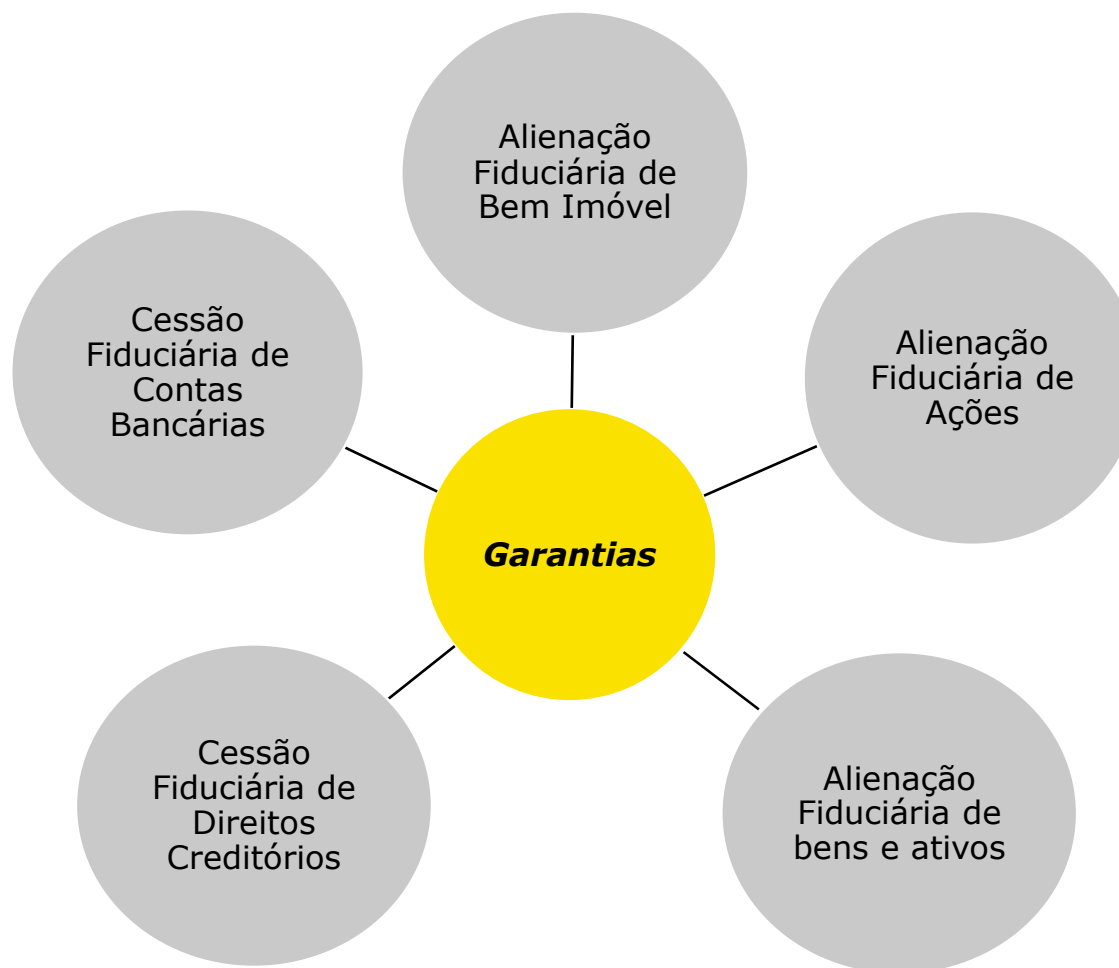 Alienação
Fiduciária de
Bem Imóvel
Cessão
Fiduciária de
Contas
Bancárias
Alienação
Fiduciária de
Ações
Garantias
Cessão
Fiduciária de
Direitos
Creditórios
Alienação
Fiduciária de
bens e ativos